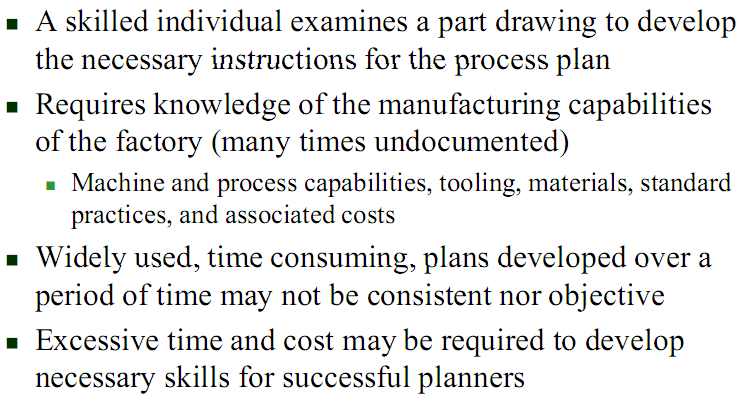 A skilled individual examines a part drawing to develop
the necessary instructions for the process plan
Requires knowledge of the manufacturing capabilities
of the factory (many times undocumented)
Machine and process capabilities, tooling, materials, standard
practices, and associated costs
Widely used, time consuming, plans developed over a
period of time may not be consistent nor objective
Excessive time and cost may be required to develop
necessary skills for successful planners